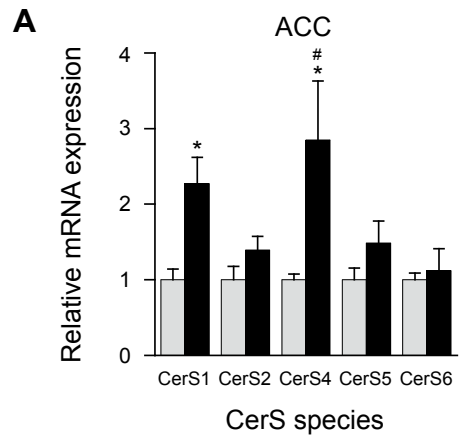 A
ACC
Relative mRNA expression
4
3
2
1
0
*
#
*
CerS1 CerS2 CerS4 CerS5 CerS6
CerS species